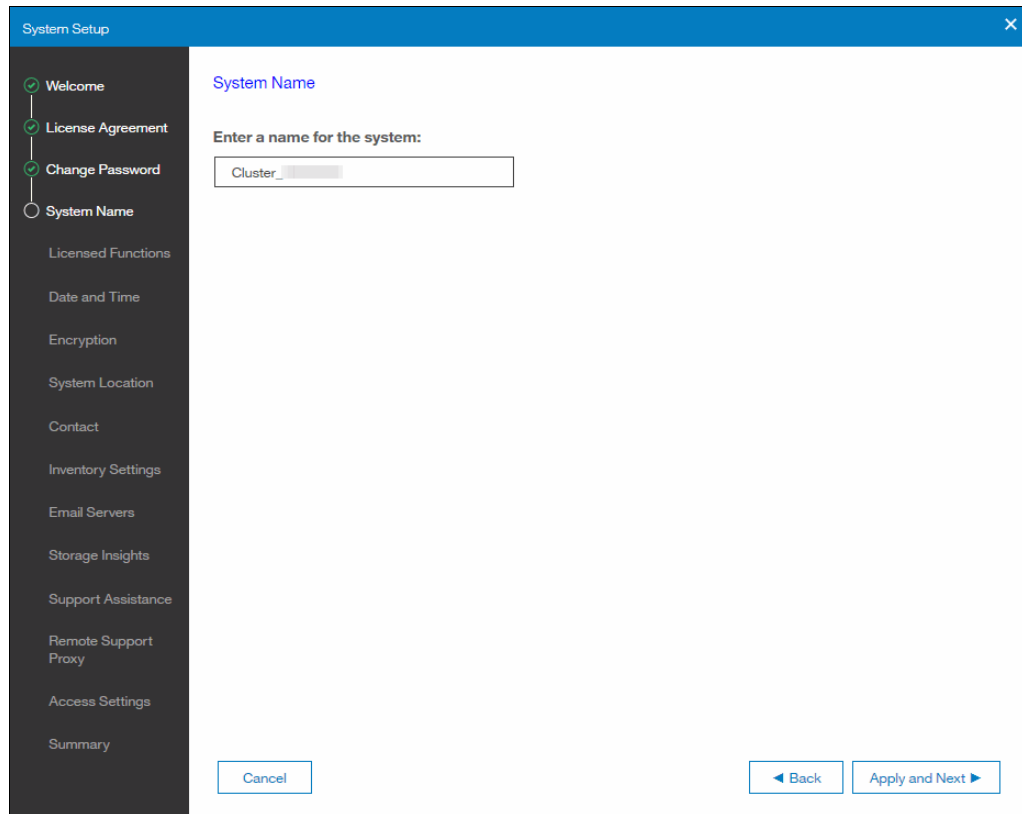 System Setup
Welcome
License Agreement
Change Password
System Name
Licensed Functions
Date and Time
Encryption
System Location
Contact
Inventory Settings
Email Servers
Storage Insights
Support Assistance
Remote Support
Proxy
Access Settings
Summary
System Name
Enter a name for the system:
Cluster_
Cancel
◄ Back
Apply and Next ►